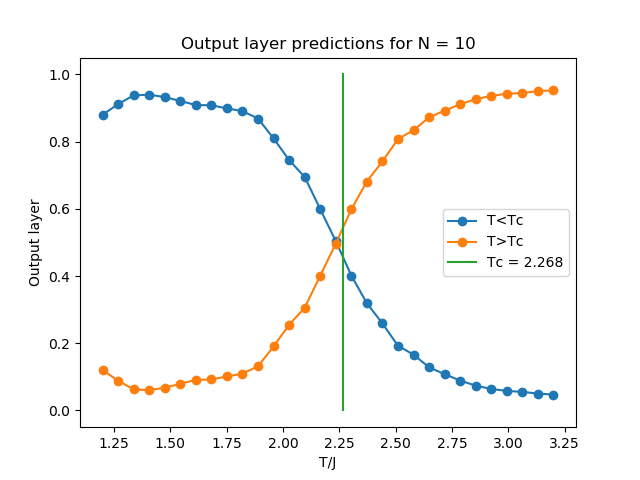 Output layer predictions for N = 10
1.0
0.8
0.6
0.4
0.2
0.0
Output layer
T<Tc
T>Tc
Tc = 2.268
1.25
1.50
1.75
2.00
2.25
2.50
2.75
3.00
3.25
T/J